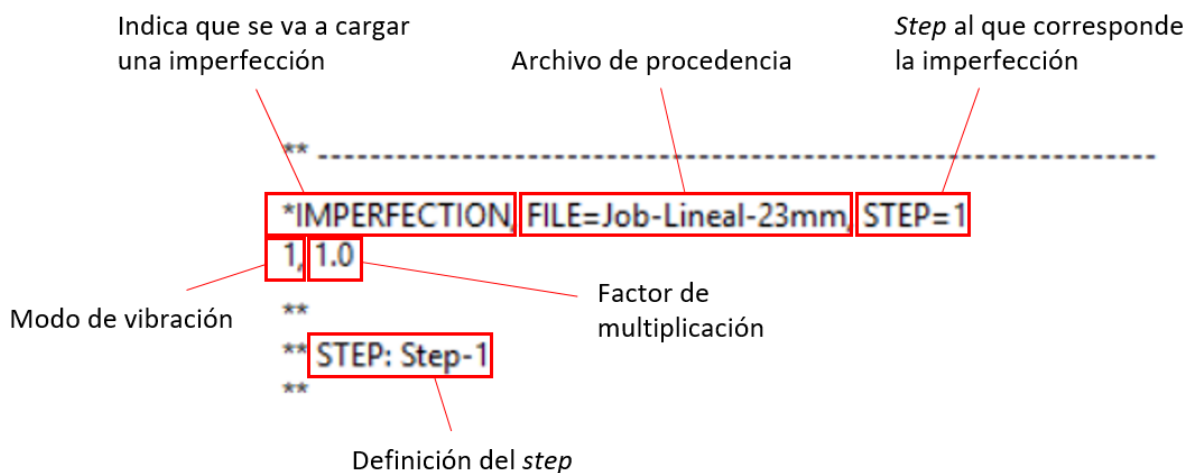 Indica que se va a cargar
una imperfección
Archivo de procedencia
Step al que corresponde
la imperfección
** ----------------------------------------------------------------
*IMPERFECTION, FILE=Job-Lineal-23mm, STEP=1
1, 1.0
Modo de vibración
Factor de
multiplicación
**
** STEP: Step-1
**
Definición del step